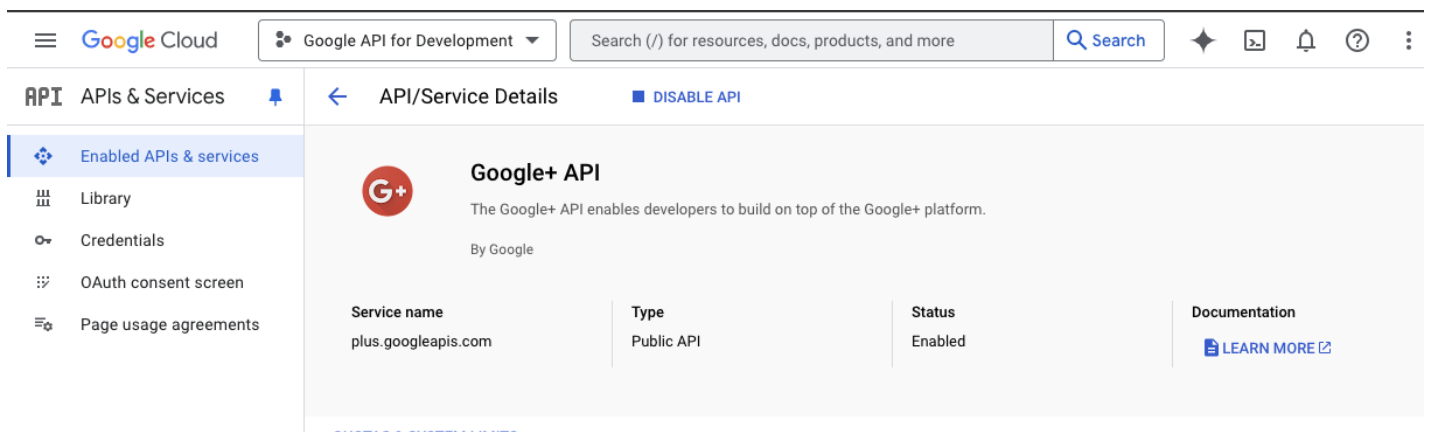 Google Cloud
Google API for Development
Search (/) for resources, docs, products, and more
Search
API APIs & Services
API/Service Details
DISABLE API
Enabled APIs & services
Library
Credentials
OAuth consent screen
Page usage agreements
G+
Google+ API
The Google+ API enables developers to build on top of the Google+ platform.
By Google
Service name
plus.googleapis.com
Type
Public API
Status
Enabled
Documentation
LEARN MORE